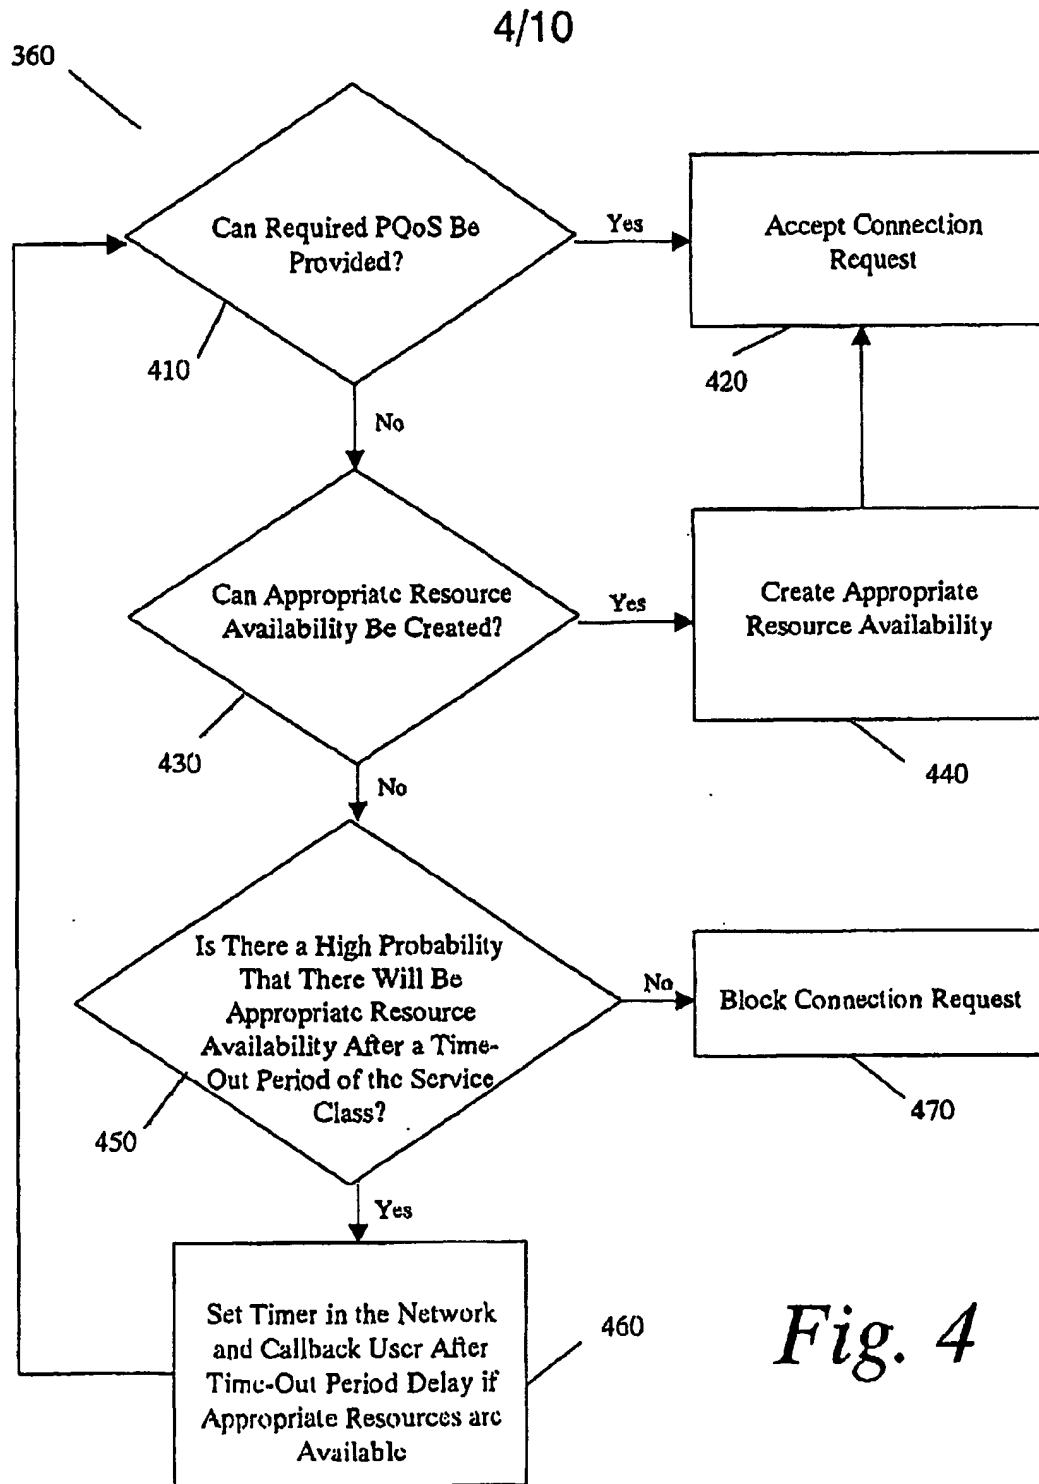 4/10
360
Can Required PQoS Be
Provided?
Yes
Accept Connection
Request
410
420
No
Can Appropriate Resource
Availability Be Created?
Yes
Create Appropriate
Resource Availability
430
440
No
Is There a High Probability
That There Will Be
Appropriate Resource
Availability After a Time-
Out Period of the Service
Class?
No
Block Connection Request
450
470
Yes
Set Timer in the Network
and Callback User After
Time-Out Period Delay if
Appropriate Resources are
Available
460
Fig. 4